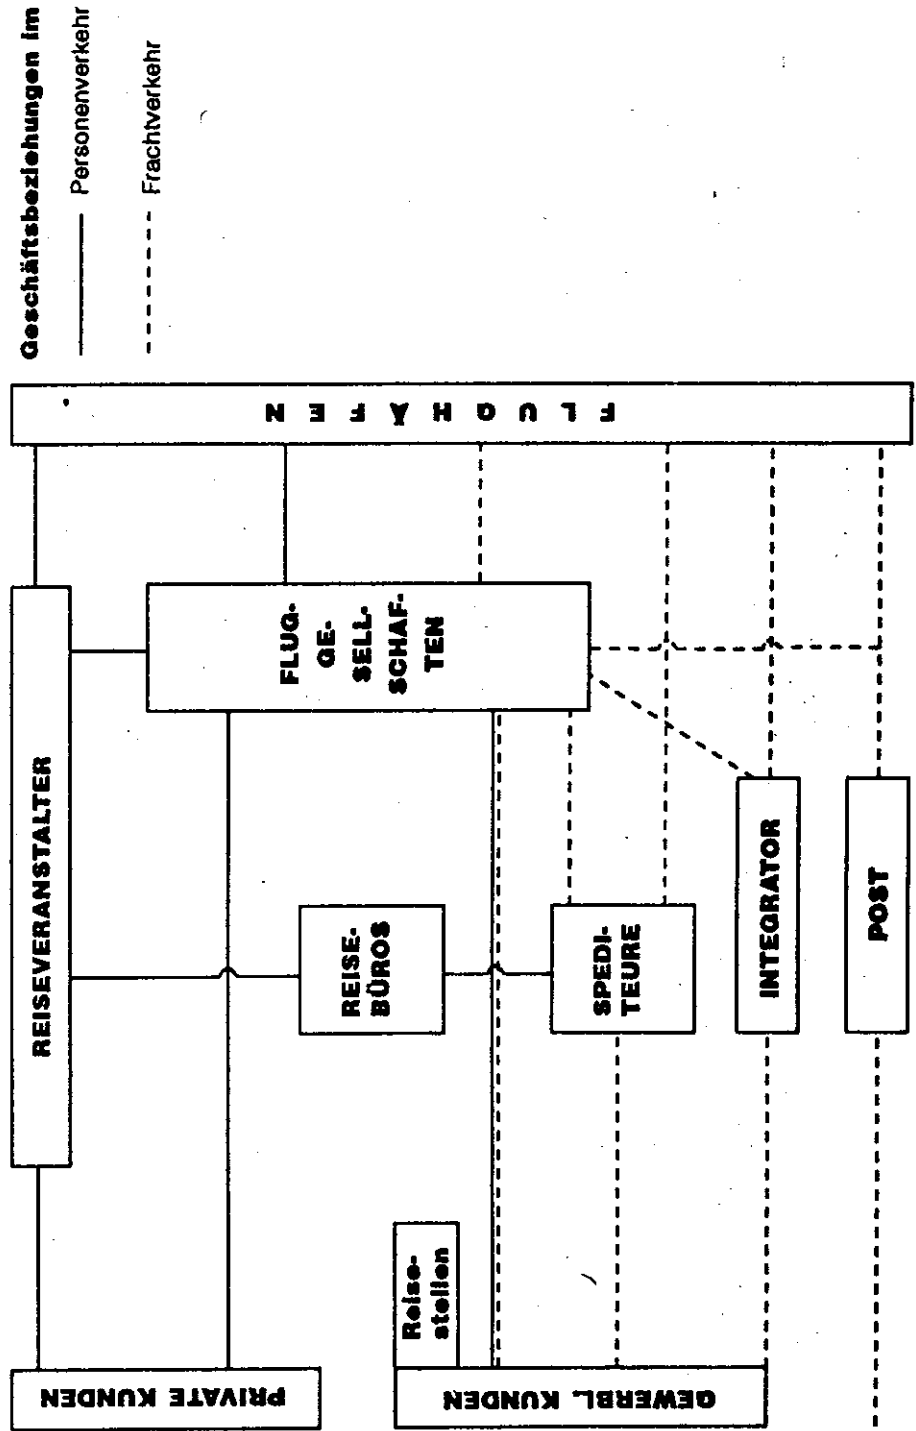 Geschäftsbeziehungen im
Personenverkehr
Frachtverkehr
FLUGHÄFEN
REISEVERANSTALTER
FLUG-
GE-
SELL-
SCHAF-
TEN
REISE-
BÜROS
SPEDI-
TEURE
INTEGRATOR
POST
Reise-
stellen
PRIVATE KUNDEN
GEWERBL. KUNDEN